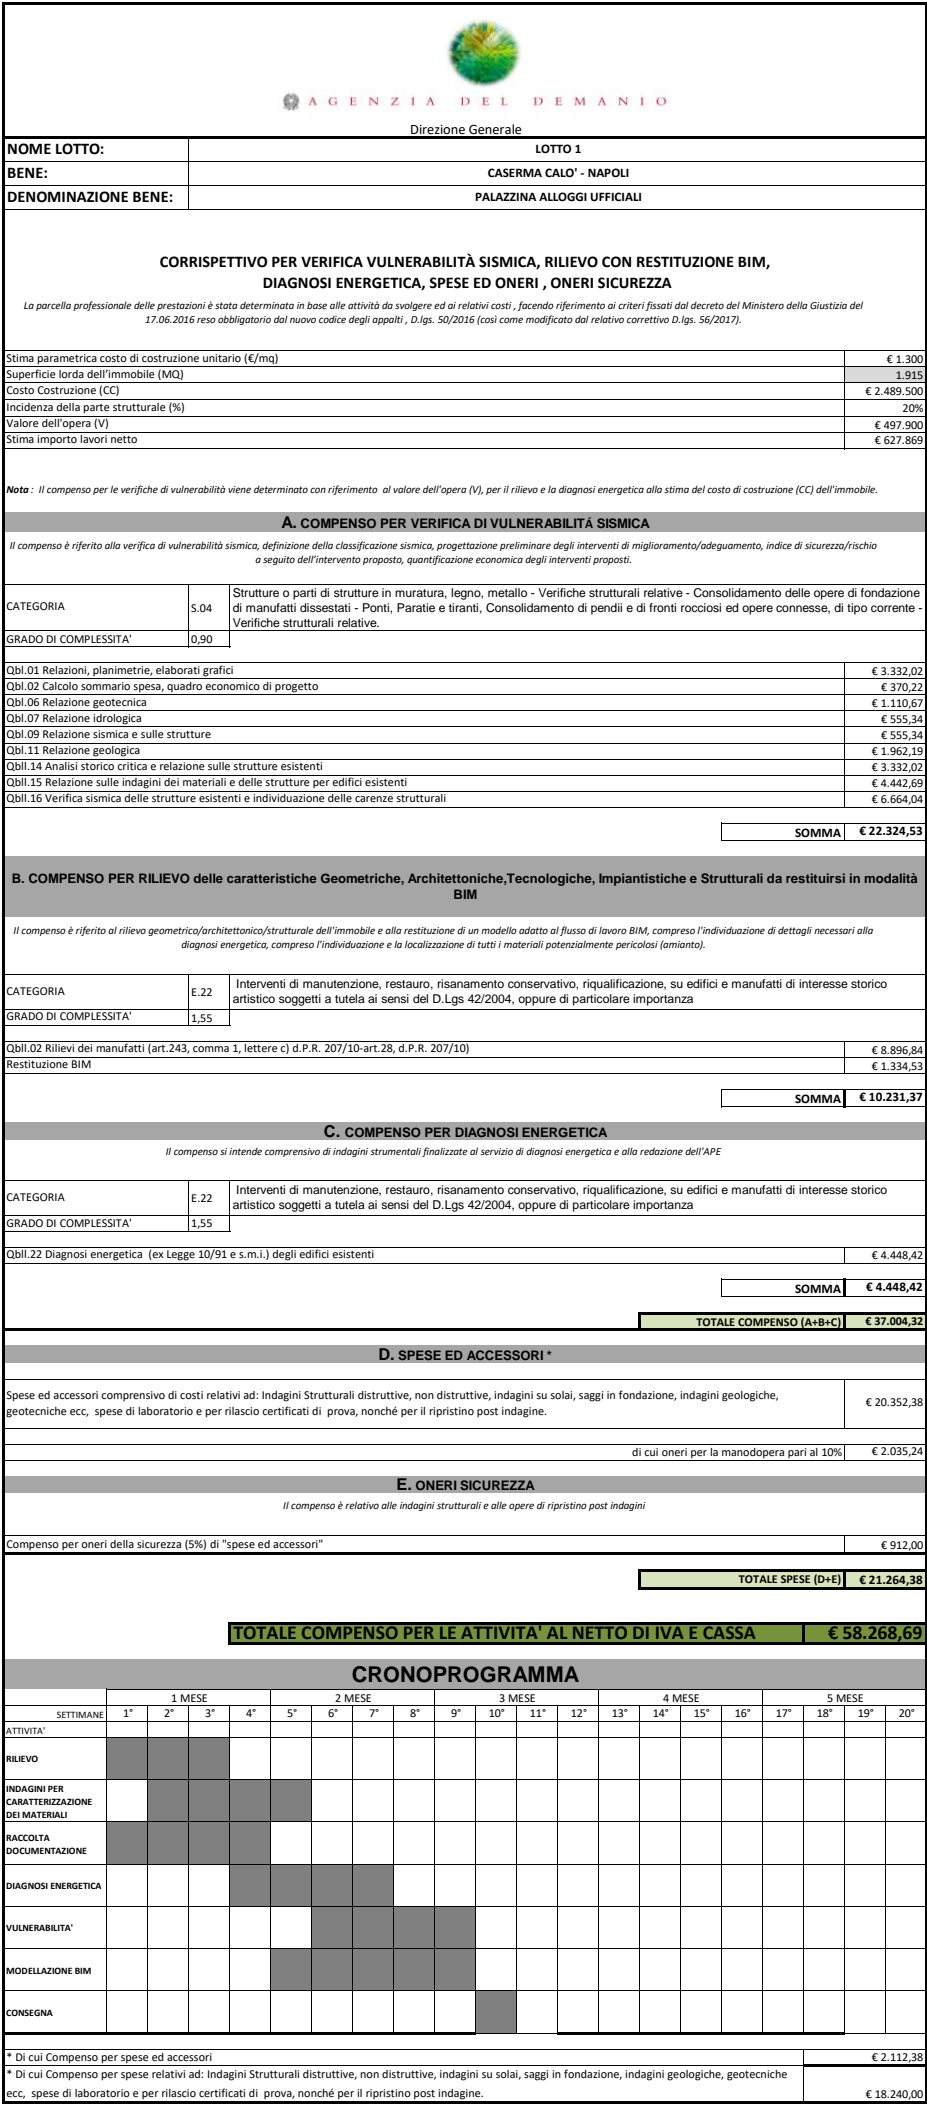 AGENZIA DEL DEMANIO
Direzione Generale
NOME LOTTO: LOTTO 1
BENE: CASERMA CALO' - NAPOLI
DENOMINAZIONE BENE: PALAZZINA ALLOGGI UFFICIALI
CORRISPETTIVO PER VERIFICA VULNERABILITÀ SISMICA, RILIEVO CON RESTITUZIONE BIM,
DIAGNOSI ENERGETICA, SPESE ED ONERI , ONERI SICUREZZA
La parcella professionale delle prestazioni è stata determinata in base alle attività da svolgere ed ai relativi costi , facendo riferimento ai criteri fissati dal decreto del Ministero della Giustizia del
17.06.2016 reso obbligatorio dal nuovo codice degli appalti , D.lgs. 50/2016 (così come modificato dal relativo correttivo D.lgs. 56/2017).
Stima parametrica costo di costruzione unitario (€/mq) € 1.300
Superficie lorda dell'immobile (MQ) 1.915
Costo Costruzione (CC) € 2.489.500
Incidenza della parte strutturale (%) 20%
Valore dell'opera (V) € 497.900
Stima importo lavori netto € 627.869
Nota : Il compenso per le verifiche di vulnerabilità viene determinato con riferimento al valore dell'opera (V), per il rilievo e la diagnosi energetica alla stima del costo di costruzione (CC) dell'immobile.
A. COMPENSO PER VERIFICA DI VULNERABILITÁ SISMICA
Il compenso è riferito alla verifica di vulnerabilità sismica, definizione della classificazione sismica, progettazione preliminare degli interventi di miglioramento/adeguamento, indice di sicurezza/rischio
a seguito dell'intervento proposto, quantificazione economica degli interventi proposti.
CATEGORIA S.04
Strutture o parti di strutture in muratura, legno, metallo - Verifiche strutturali relative - Consolidamento delle opere di fondazione
di manufatti dissestati - Ponti, Paratie e tiranti, Consolidamento di pendii e di fronti rocciosi ed opere connesse, di tipo corrente -
Verifiche strutturali relative.
GRADO DI COMPLESSITA' 0,90
QbI.01 Relazioni, planimetrie, elaborati grafici € 3.332,02
QbI.02 Calcolo sommario spesa, quadro economico di progetto € 370,22
QbI.06 Relazione geotecnica € 1.110,67
QbI.07 Relazione idrologica € 555,34
QbI.09 Relazione sismica e sulle strutture € 555,34
QbI.11 Relazione geologica € 1.962,19
QbII.14 Analisi storico critica e relazione sulle strutture esistenti € 3.332,02
QbII.15 Relazione sulle indagini dei materiali e delle strutture per edifici esistenti € 4.442,69
QbII.16 Verifica sismica delle strutture esistenti e individuazione delle carenze strutturali € 6.664,04
SOMMA € 22.324,53
B. COMPENSO PER RILIEVO delle caratteristiche Geometriche, Architettoniche,Tecnologiche, Impiantistiche e Strutturali da restituirsi in modalità
BIM
Il compenso è riferito al rilievo geometrico/architettonico/strutturale dell'immobile e alla restituzione di un modello adatto al flusso di lavoro BIM, compreso l'individuazione di dettagli necessari alla
diagnosi energetica, compreso l'individuazione e la localizzazione di tutti i materiali potenzialmente pericolosi (amianto).
CATEGORIA E.22
Interventi di manutenzione, restauro, risanamento conservativo, riqualificazione, su edifici e manufatti di interesse storico
artistico soggetti a tutela ai sensi del D.Lgs 42/2004, oppure di particolare importanza
GRADO DI COMPLESSITA' 1,55
QbII.02 Rilievi dei manufatti (art.243, comma 1, lettere c) d.P.R. 207/10-art.28, d.P.R. 207/10) € 8.896,84
Restituzione BIM € 1.334,53
SOMMA € 10.231,37
C. COMPENSO PER DIAGNOSI ENERGETICA
Il compenso si intende comprensivo di indagini strumentali finalizzate al servizio di diagnosi energetica e alla redazione dell'APE
CATEGORIA E.22
Interventi di manutenzione, restauro, risanamento conservativo, riqualificazione, su edifici e manufatti di interesse storico
artistico soggetti a tutela ai sensi del D.Lgs 42/2004, oppure di particolare importanza
GRADO DI COMPLESSITA' 1,55
QbII.22 Diagnosi energetica (ex Legge 10/91 e s.m.i.) degli edifici esistenti € 4.448,42
SOMMA € 4.448,42
TOTALE COMPENSO (A+B+C) € 37.004,32
D. SPESE ED ACCESSORI *
Spese ed accessori comprensivo di costi relativi ad: Indagini Strutturali distruttive, non distruttive, indagini su solai, saggi in fondazione, indagini geologiche,
geotecniche ecc, spese di laboratorio e per rilascio certificati di prova, nonché per il ripristino post indagine. € 20.352,38
di cui oneri per la manodopera pari al 10% € 2.035,24
E. ONERI SICUREZZA
Il compenso è relativo alle indagini strutturali e alle opere di ripristino post indagini
Compenso per oneri della sicurezza (5%) di "spese ed accessori" € 912,00
TOTALE SPESE (D+E) € 21.264,38
TOTALE COMPENSO PER LE ATTIVITA' AL NETTO DI IVA E CASSA € 58.268,69
CRONOPROGRAMMA
1 MESE 2 MESE 3 MESE 4 MESE 5 MESE
SETTIMANE 1° 2° 3° 4° 5° 6° 7° 8° 9° 10° 11° 12° 13° 14° 15° 16° 17° 18° 19° 20°
ATTIVITA'
RILIEVO
INDAGINI PER
CARATTERIZZAZIONE
DEI MATERIALI
RACCOLTA
DOCUMENTAZIONE
DIAGNOSI ENERGETICA
VULNERABILITA'
MODELLAZIONE BIM
CONSEGNA
* Di cui Compenso per spese ed accessori € 2.112,38
* Di cui Compenso per spese relativi ad: Indagini Strutturali distruttive, non distruttive, indagini su solai, saggi in fondazione, indagini geologiche, geotecniche
ecc, spese di laboratorio e per rilascio certificati di prova, nonché per il ripristino post indagine. € 18.240,00